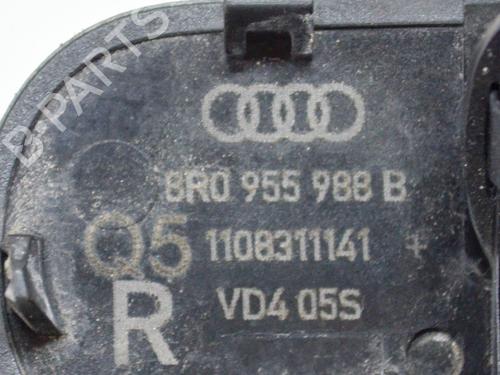 B-PARTS
8R0 955 988 B
Q5 1108311141 +
R VD4 05S